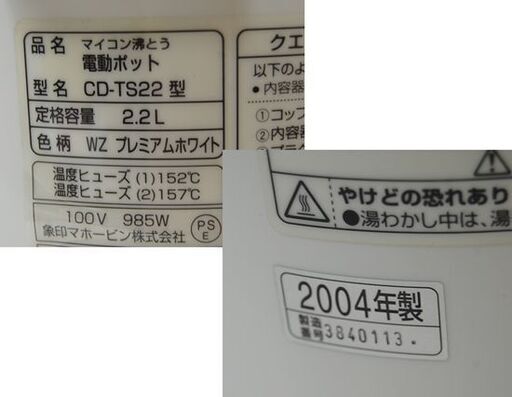 品名 マイコン沸とう
電動ポット
型名 CD-TS22 型
定格容量 2.2L
色柄 WZ プレミアムホワイト
温度ヒューズ (1)152℃
温度ヒューズ (2)157℃
100V 985W
象印マホービン株式会社
PS
E
クエ
以下のよ
●内容器
①コップ
②内容器
やけどの恐れあり
●湯わかし中は、湯
2004年製
製造
番号 3840113